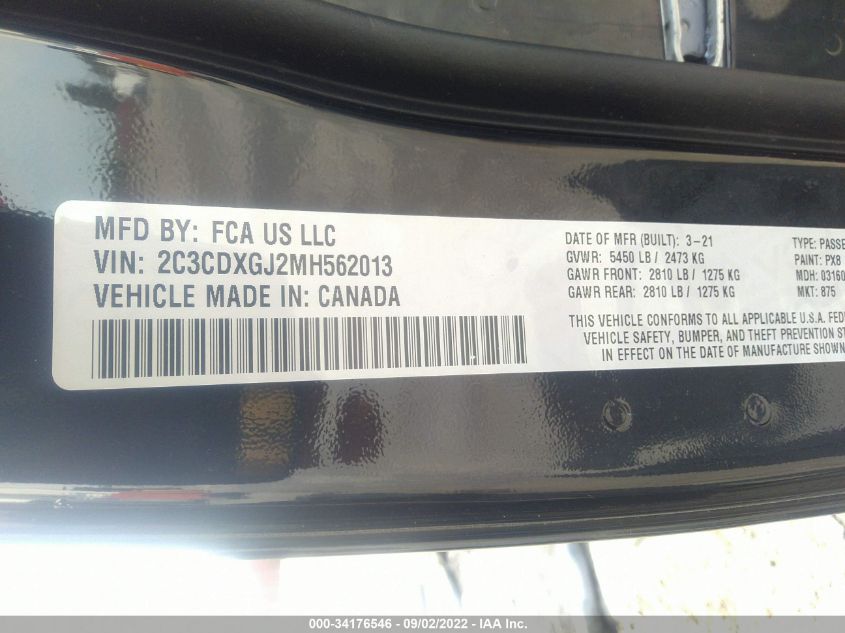 MFD BY: FCA US LLC
VIN: 2C3CDXGJ2MH562013
VEHICLE MADE IN: CANADA
DATE OF MFR (BUILT): 3-21
GVWR: 5450 LB / 2473 KG
GAWR FRONT: 2810 LB / 1275 KG
GAWR REAR: 2810 LB / 1275 KG
TYPE: PASSE
PAINT: PX8
MDH: 03160
MKT: 875
THIS VEHICLE CONFORMS TO ALL APPLICABLE U.S.A. FED
VEHICLE SAFETY, BUMPER, AND THEFT PREVENTION ST
IN EFFECT ON THE DATE OF MANUFACTURE SHOWN
000-34176546 - 09/02/2022 - IAA Inc.